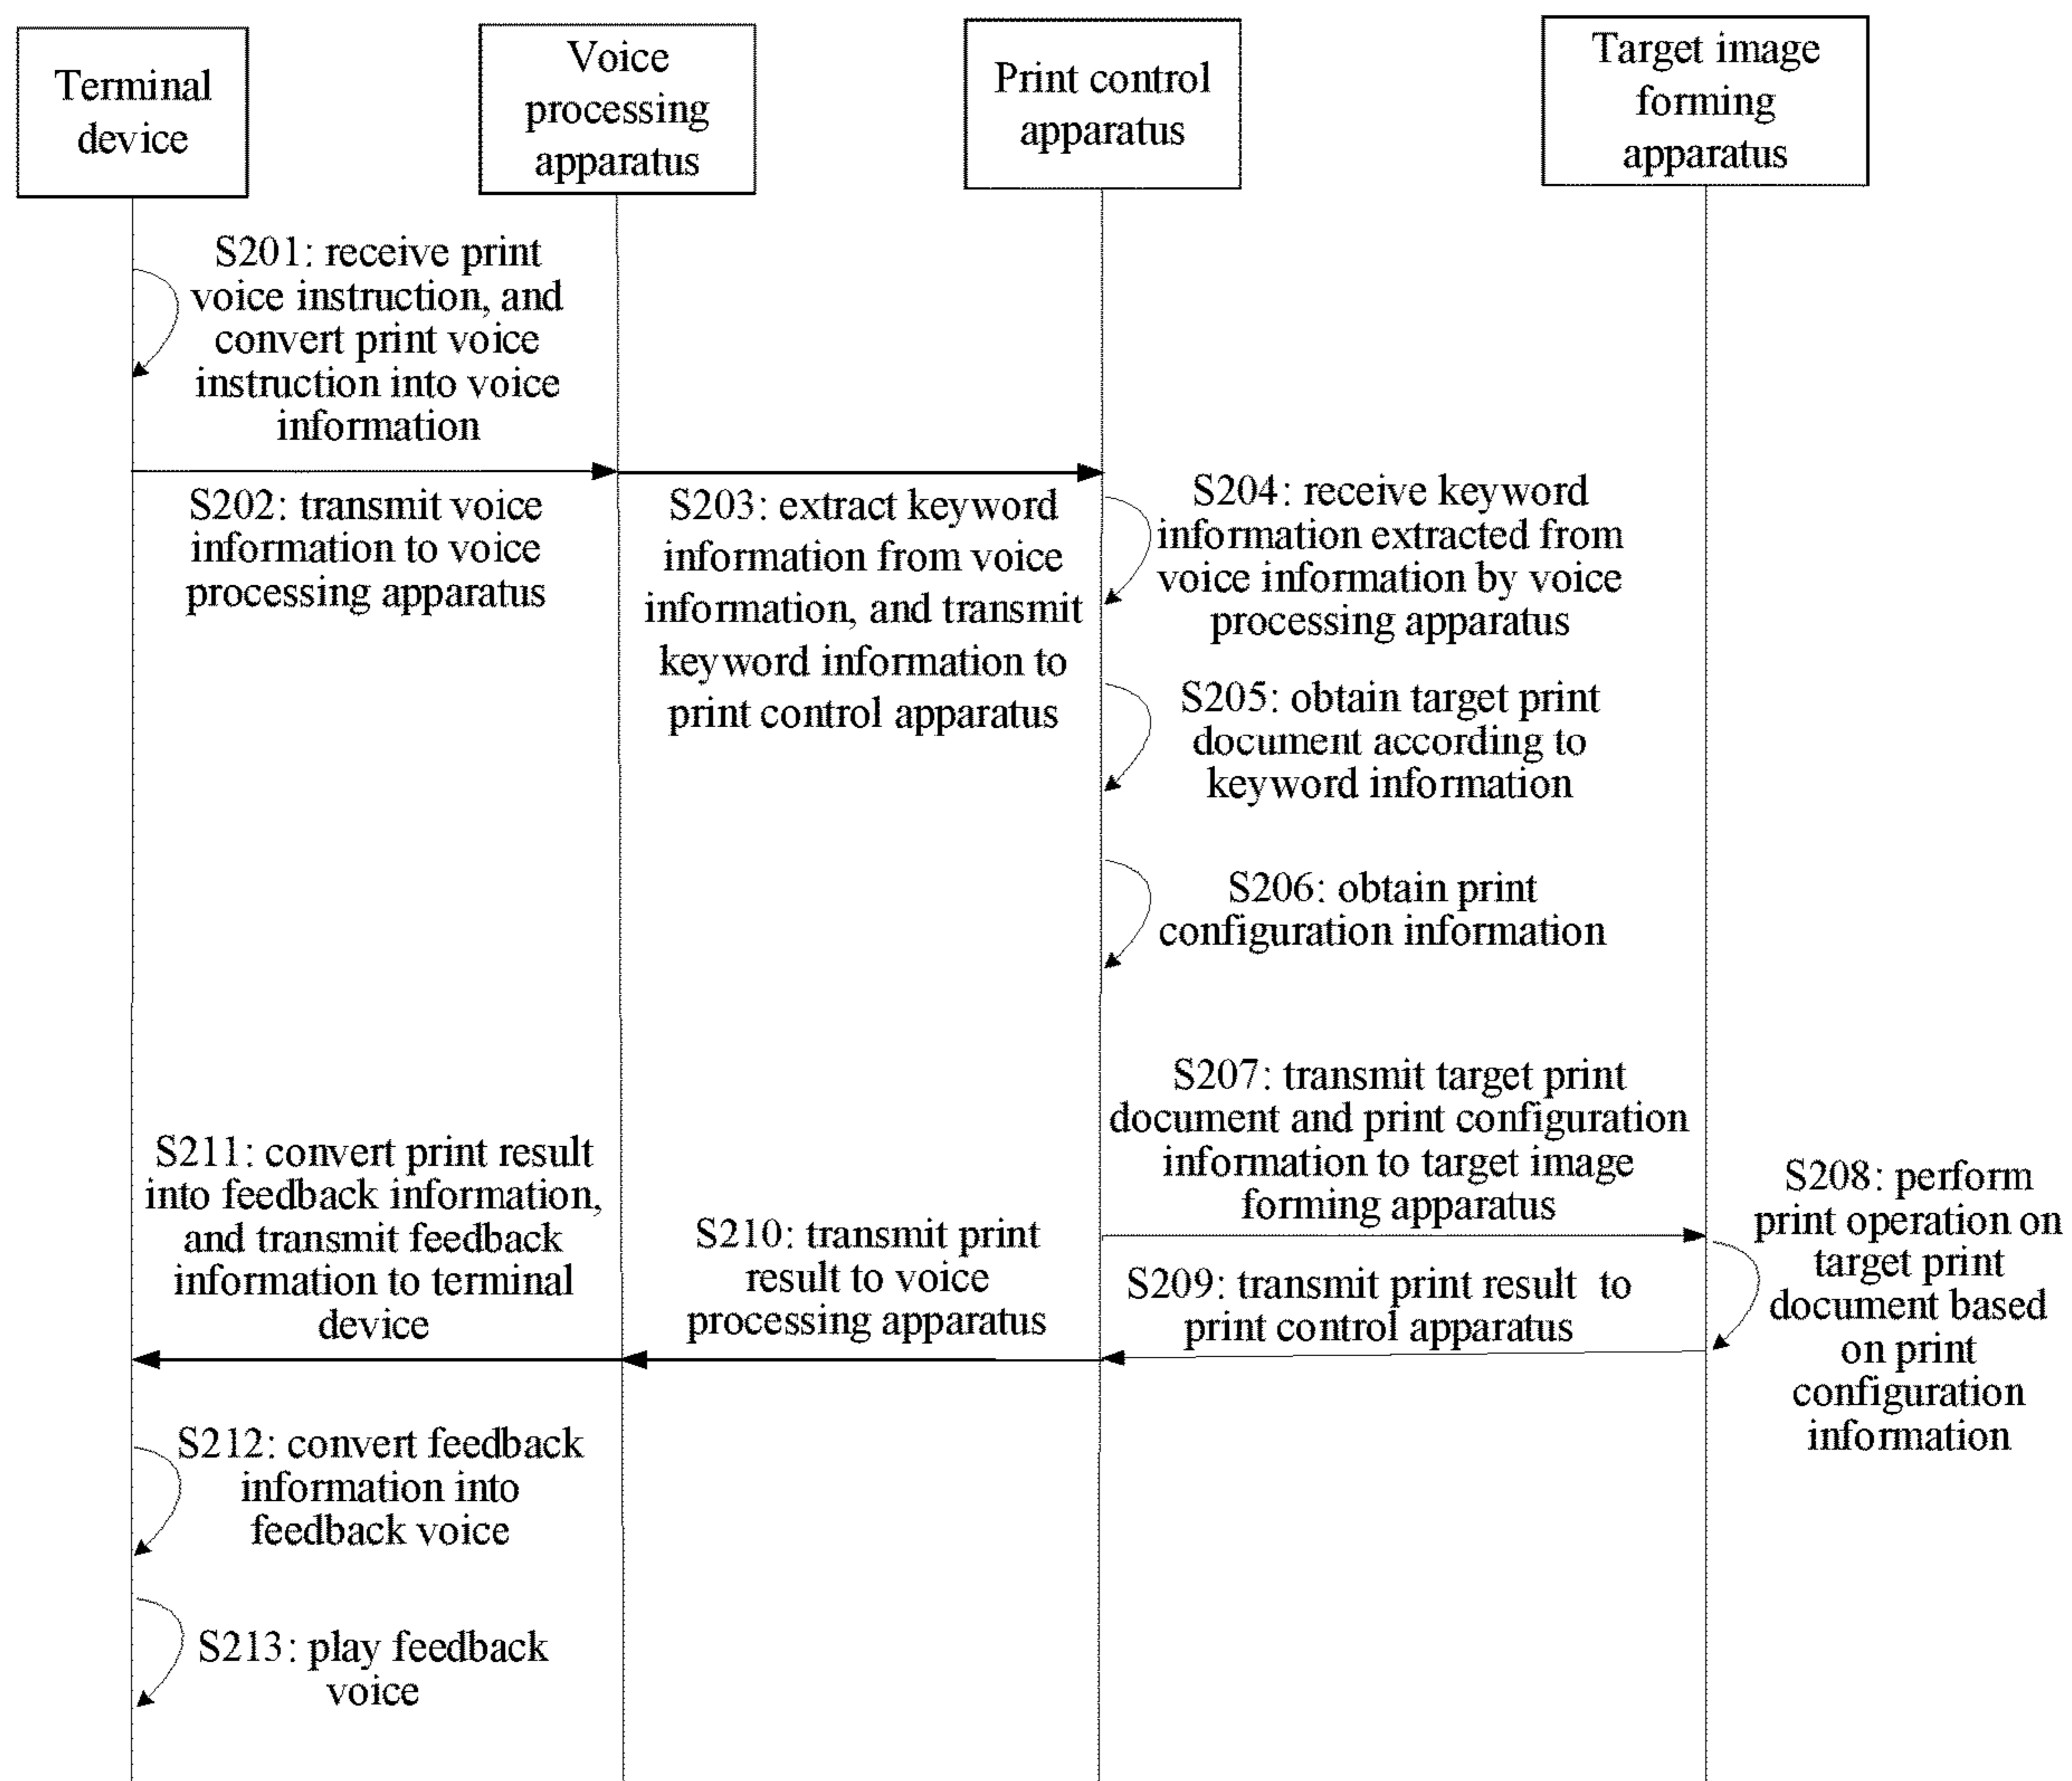 Terminal
device
Voice
processing
apparatus
Print control
apparatus
Target image
forming
apparatus
S201: receive print
voice instruction, and
convert print voice
instruction into voice
information
S202: transmit voice
information to voice
processing apparatus
S203: extract keyword
information from voice
information, and transmit
keyword information to
print control apparatus
S204: receive keyword
information extracted from
voice information by voice
processing apparatus
S205: obtain target print
document according to
keyword information
S206: obtain print
configuration information
S207: transmit target print
document and print configuration
information to target image
forming apparatus
S208: perform
print operation on
target print
document based
on print
configuration
information
S209: transmit print result to
print control apparatus
S210: transmit print
result to voice
processing apparatus
S211: convert print result
into feedback information,
and transmit feedback
information to terminal
device
S212: convert feedback
information into
feedback voice
S213: play feedback
voice